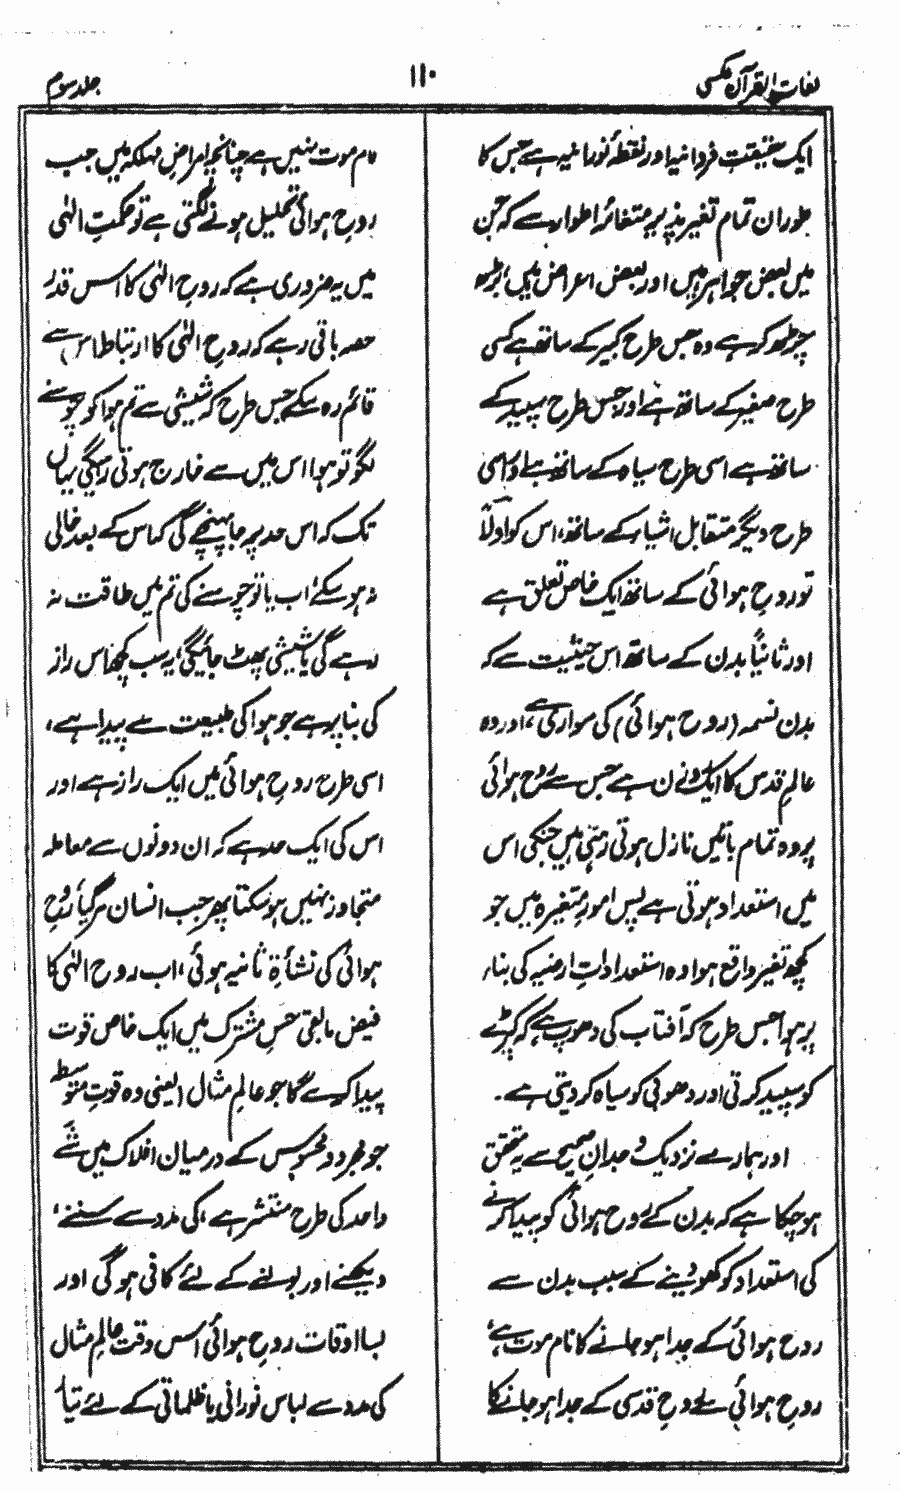 لغات القرآن مکسی
۱۱۰
جلد سوم
ایک حقیقتِ فردانیہ اور نقطۂ نورانیہ ہے جس کا
طور ان تمام تغیر پذیر متغائر اطوار سے کہ جن
میں بعض جواہر ہیں اور بعض اعراض ہیں؛ بڑھ
چڑھ کر ہے وہ جس طرح کبیر کے ساتھ ہے کسی
طرح صغیر کے ساتھ ہے اور جس طرح سپید کے
ساتھ ہے اسی طرح سیاہ کے ساتھ ہے اور اسی
طرح دیگر متقابل اشیار کے ساتھ، اس کو اولاً
تو روح ہوائی کے ساتھ ایک خاص تعلق ہے
اور ثانیاً بدن کے ساتھ اس حیثیت سے کہ
بدن نسمہ (روح ہوائی) کی سواری ہے، اور وہ
عالمِ قدس کا ایک روزن ہے جس سے روح ہوائی
پر وہ تمام باتیں نازل ہوتی رہتی ہیں جنکی اس
میں استعداد ہوتی ہے پس امورِ متغیرہ میں جو
کچھ تغیر واقع ہوا وہ استعداداتِ ارضیہ کی بنار
پر ہوا جس طرح کہ آفتاب کی دھوپ ہے کہ کپڑے
کو سپید کرتی اور دھوبی کو سیاہ کر دیتی ہے۔
اور ہمارے نزدیک وجدانِ صحیح سے یہ متحقق
ہو چکا ہے کہ بدن کے روح ہوائی کو پیدا کرنے
کی استعداد کو کھو دینے کے سبب بدن سے
روح ہوائی کے جدا ہو جانے کا نام موت ہے
روح ہوائی سے روح قدسی کے جدا ہو جانے کا
نام موت نہیں ہے چنانچہ امراضِ مہلکہ میں جب
روح ہوائی تحلیل ہونے لگتی ہے تو حکمتِ الٰہی
میں یہ ضروری ہے کہ روح الٰہی کا اس قدر
حصہ باقی رہے کہ روح الٰہی کا ارتباط اس سے
قائم رہ سکے جس طرح کہ شیشی سے تم ہوا کو چوسنے
لگو تو ہوا اس میں سے خارج ہوتی رہیگی یہاں
تک کہ اس حد پر جا پہنچے گی کہ اس کے بعد خالی
نہ ہو سکے، اب یا تو چوسنے کی تم میں طاقت نہ
رہے گی یا شیشی پھٹ جائیگی؛ یہ سب کچھ اس راز
کی بنا پر ہے جو ہوا کی طبیعت سے پیدا ہے،
اسی طرح روح ہوائی میں ایک راز ہے اور
اس کی ایک حد ہے کہ ان دونوں سے معاملہ
متجاوز نہیں ہو سکتا پھر جب انسان مر گیا تو روح
ہوائی کی نشأۃ ثانیہ ہوئی، اب روح الٰہی کا
فیض مابقی حسِ مشترک میں ایک خاص قوت
پیدا کرے گا جو عالمِ مثال (یعنی وہ قوتِ متوسطہ
جو مجرد و محسوس کے درمیان افلاک میں شئے
واحد کی طرح منتشر ہے، کی مدد سے سننے،
دیکھنے اور بولنے کے لئے کافی ہو گی اور
بسا اوقات روح ہوائی اس وقت عالمِ مثال
کی مدد سے لباس نورانی یا ظلماتی کے لئے تیار